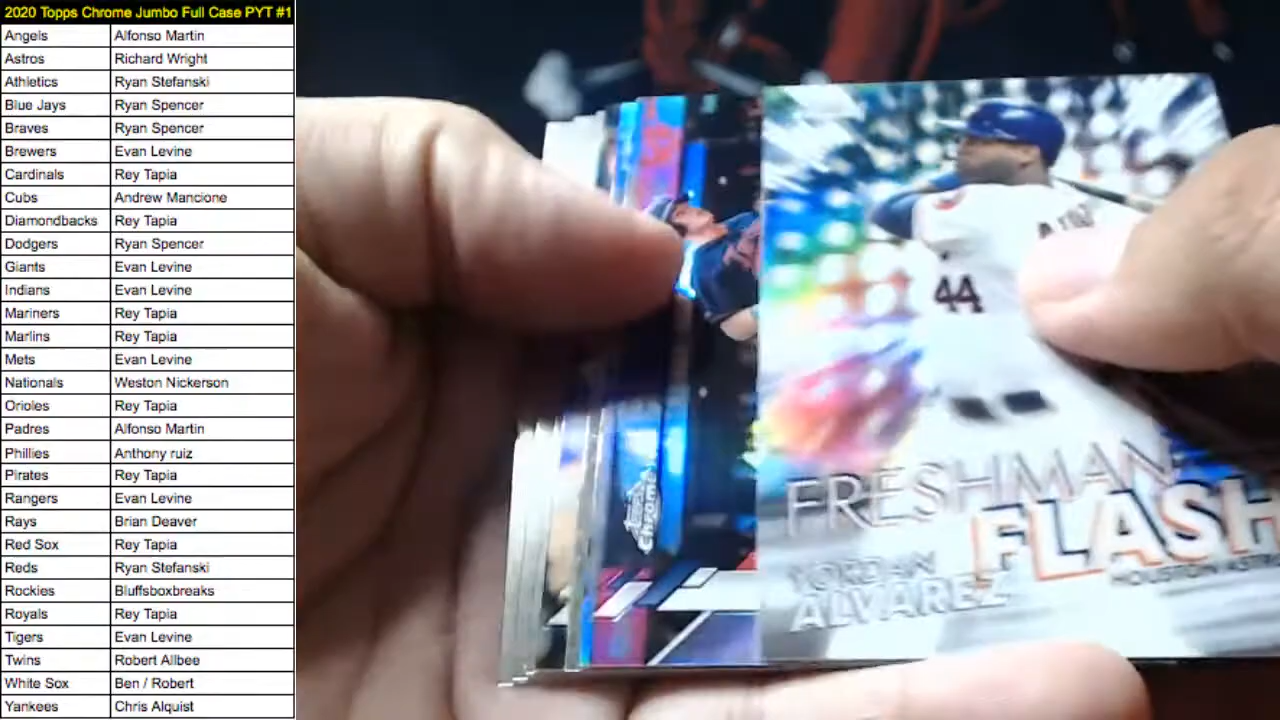 2020 Topps Chrome Jumbo Full Case PYT #1
Angels Alfonso Martin
Astros Richard Wright
Athletics Ryan Stefanski
Blue Jays Ryan Spencer
Braves Ryan Spencer
Brewers Evan Levine
Cardinals Rey Tapia
Cubs Andrew Mancione
Diamondbacks Rey Tapia
Dodgers Ryan Spencer
Giants Evan Levine
Indians Evan Levine
Mariners Rey Tapia
Marlins Rey Tapia
Mets Evan Levine
Nationals Weston Nickerson
Orioles Rey Tapia
Padres Alfonso Martin
Phillies Anthony ruiz
Pirates Rey Tapia
Rangers Evan Levine
Rays Brian Deaver
Red Sox Rey Tapia
Reds Ryan Stefanski
Rockies Bluffsboxbreaks
Royals Rey Tapia
Tigers Evan Levine
Twins Robert Allbee
White Sox Ben / Robert
Yankees Chris Alquist
44
FRESHMAN
FLASH
YORDAN
ALVAREZ
HOUSTON
Topps
Chrome